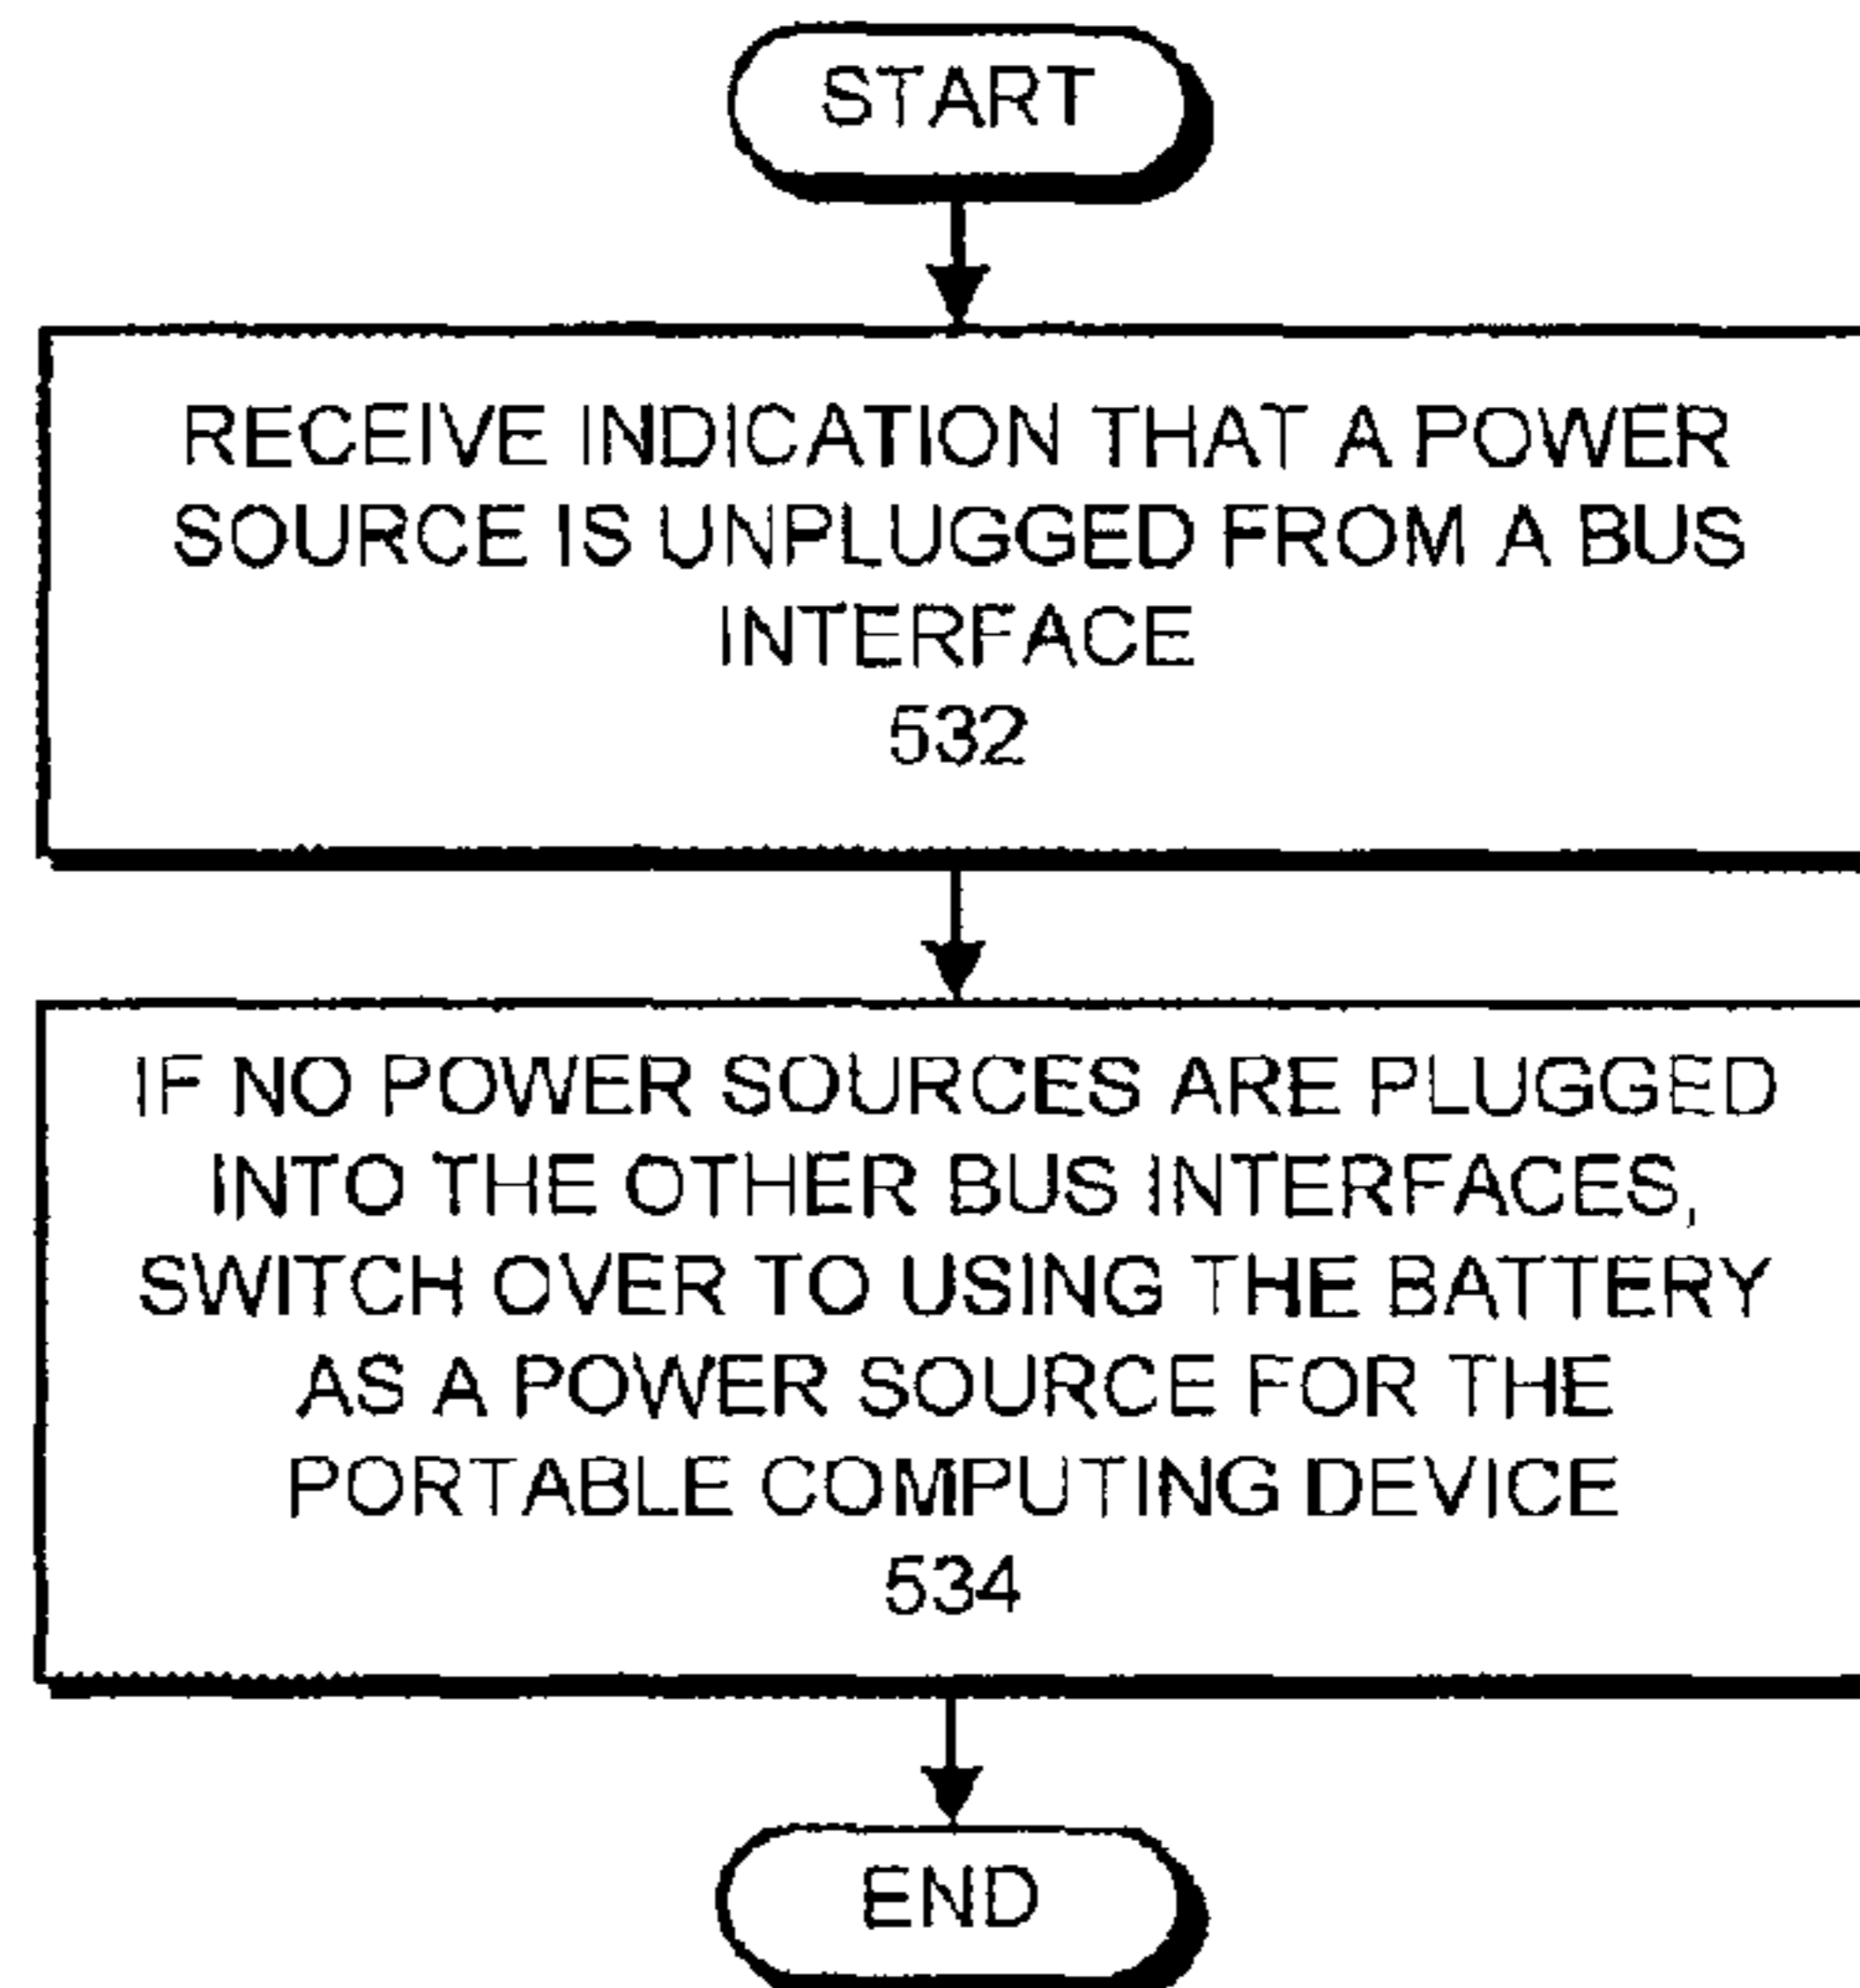 START
RECEIVE INDICATION THAT A POWER
SOURCE IS UNPLUGGED FROM A BUS
INTERFACE
532
IF NO POWER SOURCES ARE PLUGGED
INTO THE OTHER BUS INTERFACES,
SWITCH OVER TO USING THE BATTERY
AS A POWER SOURCE FOR THE
PORTABLE COMPUTING DEVICE
534
END